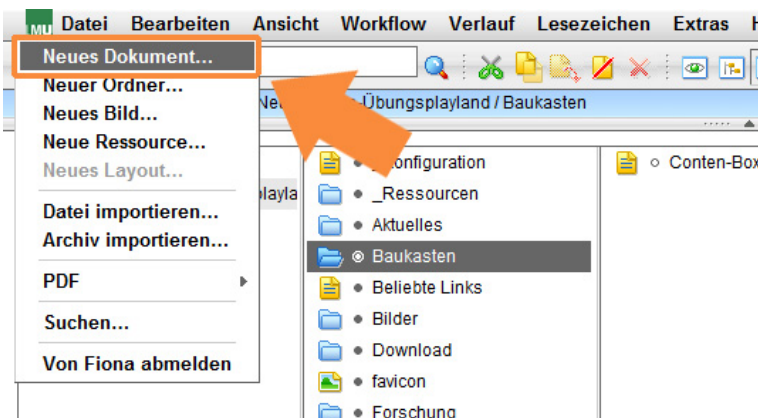 MU Datei Bearbeiten Ansicht Workflow Verlauf Lesezeichen Extras
Neues Dokument...
Neuer Ordner...
Neues Bild...
Neue Ressource...
Neues Layout...
Datei importieren...
Archiv importieren...
PDF
Suchen...
Von Fiona abmelden
-Übungsplayland / Baukasten
playla
_Ressourcen
Aktuelles
Baukasten
Beliebte Links
Bilder
Download
favicon
Forschung
Conten-Box